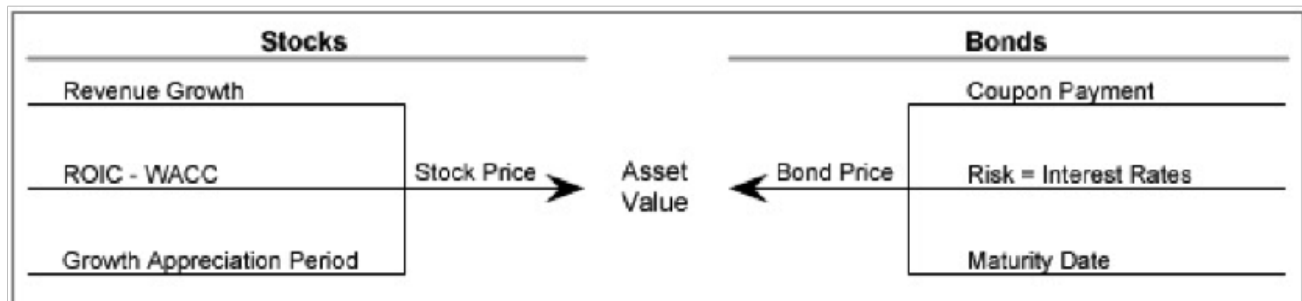 Stocks
Bonds
Revenue Growth
Coupon Payment
ROIC - WACC
Stock Price
Asset
Value
Bond Price
Risk = Interest Rates
Growth Appreciation Period
Maturity Date